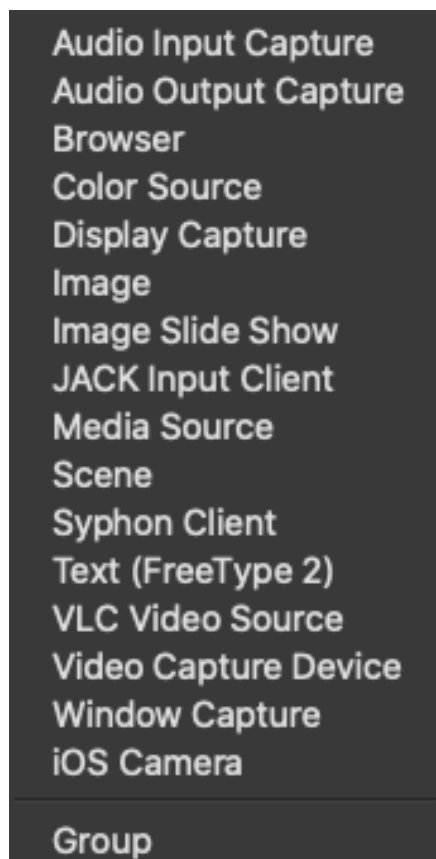 Audio Input Capture
Audio Output Capture
Browser
Color Source
Display Capture
Image
Image Slide Show
JACK Input Client
Media Source
Scene
Syphon Client
Text (FreeType 2)
VLC Video Source
Video Capture Device
Window Capture
iOS Camera
Group